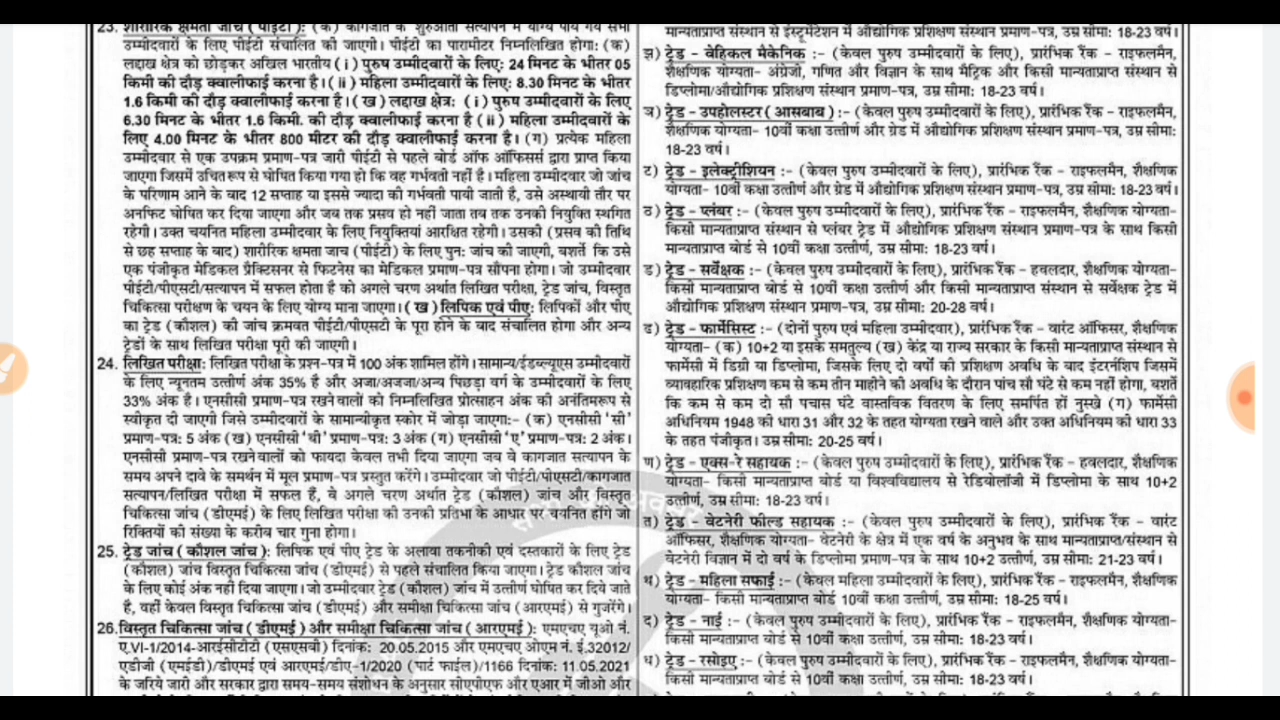 23. शारीरिक क्षमता जांच (पीईटी): (क) कागजात के शुरुआती सत्यापन में योग्य पाये गये सभी
उम्मीदवारों के लिए पीईटी संचालित की जाएगी। पीईटी का पारामीटर निम्नलिखित होगा: (क)
लद्दाख क्षेत्र को छोड़कर अखिल भारतीय (i) पुरुष उम्मीदवारों के लिए: 24 मिनट के भीतर 05
किमी की दौड़ क्वालीफाई करना है। (ii) महिला उम्मीदवारों के लिए: 8.30 मिनट के भीतर
1.6 किमी की दौड़ क्वालीफाई करना है। (ख) लद्दाख क्षेत्र: (i) पुरुष उम्मीदवारों के लिए
6.30 मिनट के भीतर 1.6 किमी. की दौड़ क्वालीफाई करना है (ii) महिला उम्मीदवारों के
लिए 4.00 मिनट के भीतर 800 मीटर की दौड़ क्वालीफाई करना है। (ग) प्रत्येक महिला
उम्मीदवार से एक उपक्रम प्रमाण-पत्र जारी पीईटी से पहले बोर्ड ऑफ ऑफिसर्स द्वारा प्राप्त किया
जाएगा जिसमें उचित रूप से घोषित किया गया हो कि वह गर्भवती नहीं है। महिला उम्मीदवार जो जांच
के परिणाम आने के बाद 12 सप्ताह या इससे ज्यादा की गर्भवती पायी जाती है, उसे अस्थायी तौर पर
अनफिट घोषित कर दिया जाएगा और जब तक प्रसव हो नहीं जाता तब तक उनकी नियुक्ति स्थगित
रहेगी। उक्त चयनित महिला उम्मीदवार के लिए नियुक्तियां आरक्षित रहेगी। उसकी (प्रसव की तिथि
से छह सप्ताह के बाद) शारीरिक क्षमता जाच (पीईटी) के लिए पुन: जांच की जाएगी, बशर्ते कि उसे
एक पंजीकृत मेडिकल प्रैक्टिसनर से फिटनेस का मेडिकल प्रमाण-पत्र सौपना होगा। जो उम्मीदवार
पीईटी/पीएसटी/सत्यापन में सफल होता है को अगले चरण अर्थात लिखित परीक्षा, ट्रेड जांच, विस्तृत
चिकित्सा परीक्षण के चयन के लिए योग्य माना जाएगा। (ख) लिपिक एवं पीए: लिपिकों और पीए
का ट्रेड (कौशल) की जांच क्रमवत पीईटी/पीएसटी के पूरा होने के बाद संचालित होगा और अन्य
ट्रेडों के साथ लिखित परीक्षा पूरी की जाएगी।
24. लिखित परीक्षा: लिखित परीक्षा के प्रश्न-पत्र में 100 अंक शामिल होंगे। सामान्य/ईडब्ल्यूएस उम्मीदवारों
के लिए न्यूनतम उत्तीर्ण अंक 35% है और अजा/अजजा/अन्य पिछड़ा वर्ग के उम्मीदवारों के लिए
33% अंक है। एनसीसी प्रमाण-पत्र रखने वालों को निम्नलिखित प्रोत्साहन अंक की अनंतिमरूप से
स्वीकृत दी जाएगी जिसे उम्मीदवारों के सामान्यीकृत स्कोर में जोड़ा जाएगा:- (क) एनसीसी 'सी'
प्रमाण-पत्र: 5 अंक (ख) एनसीसी 'बी' प्रमाण-पत्र: 3 अंक (ग) एनसीसी 'ए' प्रमाण-पत्र: 2 अंक।
एनसीसी प्रमाण-पत्र रखने वालों को फायदा केवल तभी दिया जाएगा जब वे कागजात सत्यापन के
समय अपने दावे के समर्थन में मूल प्रमाण-पत्र प्रस्तुत करेंगे। उम्मीदवार जो पीईटी/पीएसटी/कागजात
सत्यापन/लिखित परीक्षा में सफल हैं, वे अगले चरण अर्थात ट्रेड (कौशल) जांच और विस्तृत
चिकित्सा जांच (डीएमई) के लिए लिखित परीक्षा की उनकी प्रतिभा के आधार पर चयनित होंगे जो
रिक्तियों की संख्या के करीब चार गुना होगा।
25. ट्रेड जांच (कौशल जांच): लिपिक एवं पीए ट्रेड के अलावा तकनीकी एवं दस्तकारों के लिए ट्रेड
(कौशल) जांच विस्तृत चिकित्सा जांच (डीएमई) से पहले संचालित किया जाएगा। ट्रेड कौशल जांच
के लिए कोई अंक नहीं दिया जाएगा। जो उम्मीदवार ट्रेड (कौशल) जांच में उत्तीर्ण घोषित कर दिये जाते
है, वहीं केवल विस्तृत चिकित्सा जांच (डीएमई) और समीक्षा चिकित्सा जांच (आरएमई) से गुजरेंगे।
26. विस्तृत चिकित्सा जांच (डीएमई) और समीक्षा चिकित्सा जांच (आरएमई): एमएचए यूओ नं.
ए.VI-1/2014-आरईसीटीटी (एसएसबी) दिनांक: 20.05.2015 और एमएचए ओएम नं. ई.32012/
एडीजी (एमईडी)/डीएमई एवं आरएमई/डीए-1/2020 (पार्ट फाईल)/1166 दिनांक: 11.05.2021
के जरिये जारी और सरकार द्वारा समय-समय संशोधन के अनुसार सीएपीएफ और एआर में जीओ और
मान्यताप्राप्त संस्थान से इंस्ट्रूमेंटेशन में औद्योगिक प्रशिक्षण संस्थान प्रमाण-पत्र, उम्र सीमा: 18-23 वर्ष।
झ) ट्रेड - वेहिकल मैकेनिक :- (केवल पुरुष उम्मीदवारों के लिए), प्रारंभिक रैंक - राइफलमैन,
शैक्षणिक योग्यता- अंग्रेजी, गणित और विज्ञान के साथ मैट्रिक और किसी मान्यताप्राप्त संस्थान से
डिप्लोमा/औद्योगिक प्रशिक्षण संस्थान प्रमाण-पत्र, उम्र सीमा: 18-23 वर्ष।
ञ) ट्रेड - उपहोलस्टर (आसबाब) :- (केवल पुरुष उम्मीदवारों के लिए), प्रारंभिक रैंक - राइफलमैन,
शैक्षणिक योग्यता- 10वीं कक्षा उत्तीर्ण और ग्रेड में औद्योगिक प्रशिक्षण संस्थान प्रमाण-पत्र, उम्र सीमा:
18-23 वर्ष।
ट) ट्रेड - इलेक्ट्रीशियन :- (केवल पुरुष उम्मीदवारों के लिए), प्रारंभिक रैंक - राइफलमैन, शैक्षणिक
योग्यता- 10वीं कक्षा उत्तीर्ण और ग्रेड में औद्योगिक प्रशिक्षण संस्थान प्रमाण-पत्र, उम्र सीमा: 18-23 वर्ष।
ठ) ट्रेड - प्लंबर :- (केवल पुरुष उम्मीदवारों के लिए), प्रारंभिक रैंक - राइफलमैन, शैक्षणिक योग्यता-
किसी मान्यताप्राप्त संस्थान से प्लंबर ट्रेड में औद्योगिक प्रशिक्षण संस्थान प्रमाण-पत्र के साथ किसी
मान्यताप्राप्त बोर्ड से 10वीं कक्षा उत्तीर्ण, उम्र सीमा: 18-23 वर्ष।
ड) ट्रेड - सर्वेक्षक :- (केवल पुरुष उम्मीदवारों के लिए), प्रारंभिक रैंक - हवलदार, शैक्षणिक योग्यता-
किसी मान्यताप्राप्त बोर्ड से 10वीं कक्षा उत्तीर्ण और किसी मान्यताप्राप्त संस्थान से सर्वेक्षक ट्रेड में
औद्योगिक प्रशिक्षण संस्थान प्रमाण-पत्र, उम्र सीमा: 20-28 वर्ष।
ढ) ट्रेड - फार्मेसिस्ट :- (दोनों पुरुष एवं महिला उम्मीदवार), प्रारंभिक रैंक - वारंट ऑफिसर, शैक्षणिक
योग्यता- (क) 10+2 या इसके समतुल्य (ख) केंद्र या राज्य सरकार के किसी मान्यताप्राप्त संस्थान से
फार्मेसी में डिग्री या डिप्लोमा, जिसके लिए दो वर्षों की प्रशिक्षण अवधि के बाद इंटरनशिप जिसमें
व्यावहारिक प्रशिक्षण कम से कम तीन माहीने की अवधि के दौरान पांच सौ घंटे से कम नहीं होगा, बशर्ते
कि कम से कम दो सौ पचास घंटे वास्तविक वितरण के लिए समर्पित हों नुस्खे (ग) फार्मेसी
अधिनियम 1948 की धारा 31 और 32 के तहत योग्यता रखने वाले और उक्त अधिनियम की धारा 33
के तहत पंजीकृत। उम्र सीमा: 20-25 वर्ष।
ण) ट्रेड - एक्स-रे सहायक :- (केवल पुरुष उम्मीदवारों के लिए), प्रारंभिक रैंक - हवलदार, शैक्षणिक
योग्यता- किसी मान्यताप्राप्त बोर्ड या विश्वविद्यालय से रेडियोलॉजी में डिप्लोमा के साथ 10+2
उत्तीर्ण, उम्र सीमा: 18-23 वर्ष।
त) ट्रेड - वेटनेरी फील्ड सहायक :- (केवल पुरुष उम्मीदवारों के लिए), प्रारंभिक रैंक - वारंट
ऑफिसर, शैक्षणिक योग्यता- वेटनेरी के क्षेत्र में एक वर्ष के अनुभव के साथ मान्यताप्राप्त/संस्थान से
वेटनेरी विज्ञान में दो वर्ष के डिप्लोमा प्रमाण-पत्र के साथ 10+2 उत्तीर्ण, उम्र सीमा: 21-23 वर्ष।
थ) ट्रेड - महिला सफाई :- (केवल महिला उम्मीदवारों के लिए), प्रारंभिक रैंक - राइफलमैन, शैक्षणिक
योग्यता- किसी मान्यताप्राप्त बोर्ड 10वीं कक्षा उत्तीर्ण, उम्र सीमा: 18-25 वर्ष।
द) ट्रेड - नाई :- (केवल पुरुष उम्मीदवारों के लिए), प्रारंभिक रैंक - राइफलमैन, शैक्षणिक योग्यता-
किसी मान्यताप्राप्त बोर्ड से 10वीं कक्षा उत्तीर्ण, उम्र सीमा: 18-23 वर्ष।
ध) ट्रेड - रसोइए :- (केवल पुरुष उम्मीदवारों के लिए), प्रारंभिक रैंक - राइफलमैन, शैक्षणिक योग्यता-
किसी मान्यताप्राप्त बोर्ड से 10वीं कक्षा उत्तीर्ण, उम्र सीमा: 18-23 वर्ष।